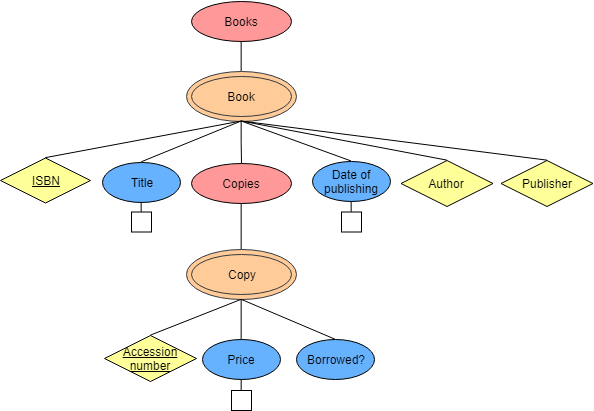 Books
Book
ISBN
Title
Copies
Date of
publishing
Author
Publisher
Copy
Accession
number
Price
Borrowed?